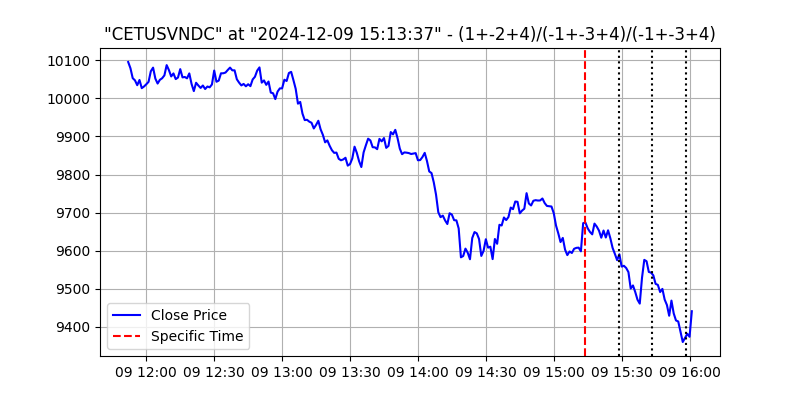 "CETUSVNDC" at "2024-12-09 15:13:37" - (1+-2+4)/(-1+-3+4)/(-1+-3+4)
10100
10000
9900
9800
9700
9600
9500
9400
Close Price
Specific Time
09 12:00 09 12:30 09 13:00 09 13:30 09 14:00 09 14:30 09 15:00 09 15:30 09 16:00